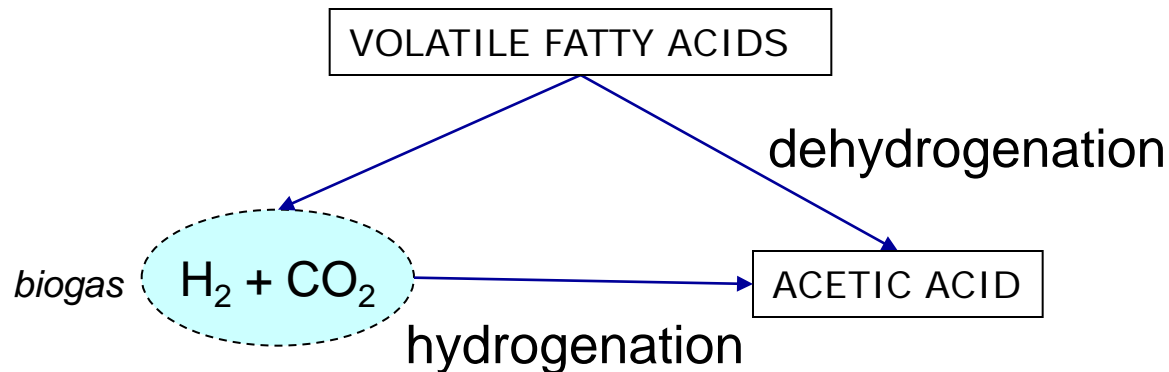 VOLATILE FATTY ACIDS
dehydrogenation
biogas
H₂ + CO₂
ACETIC ACID
hydrogenation